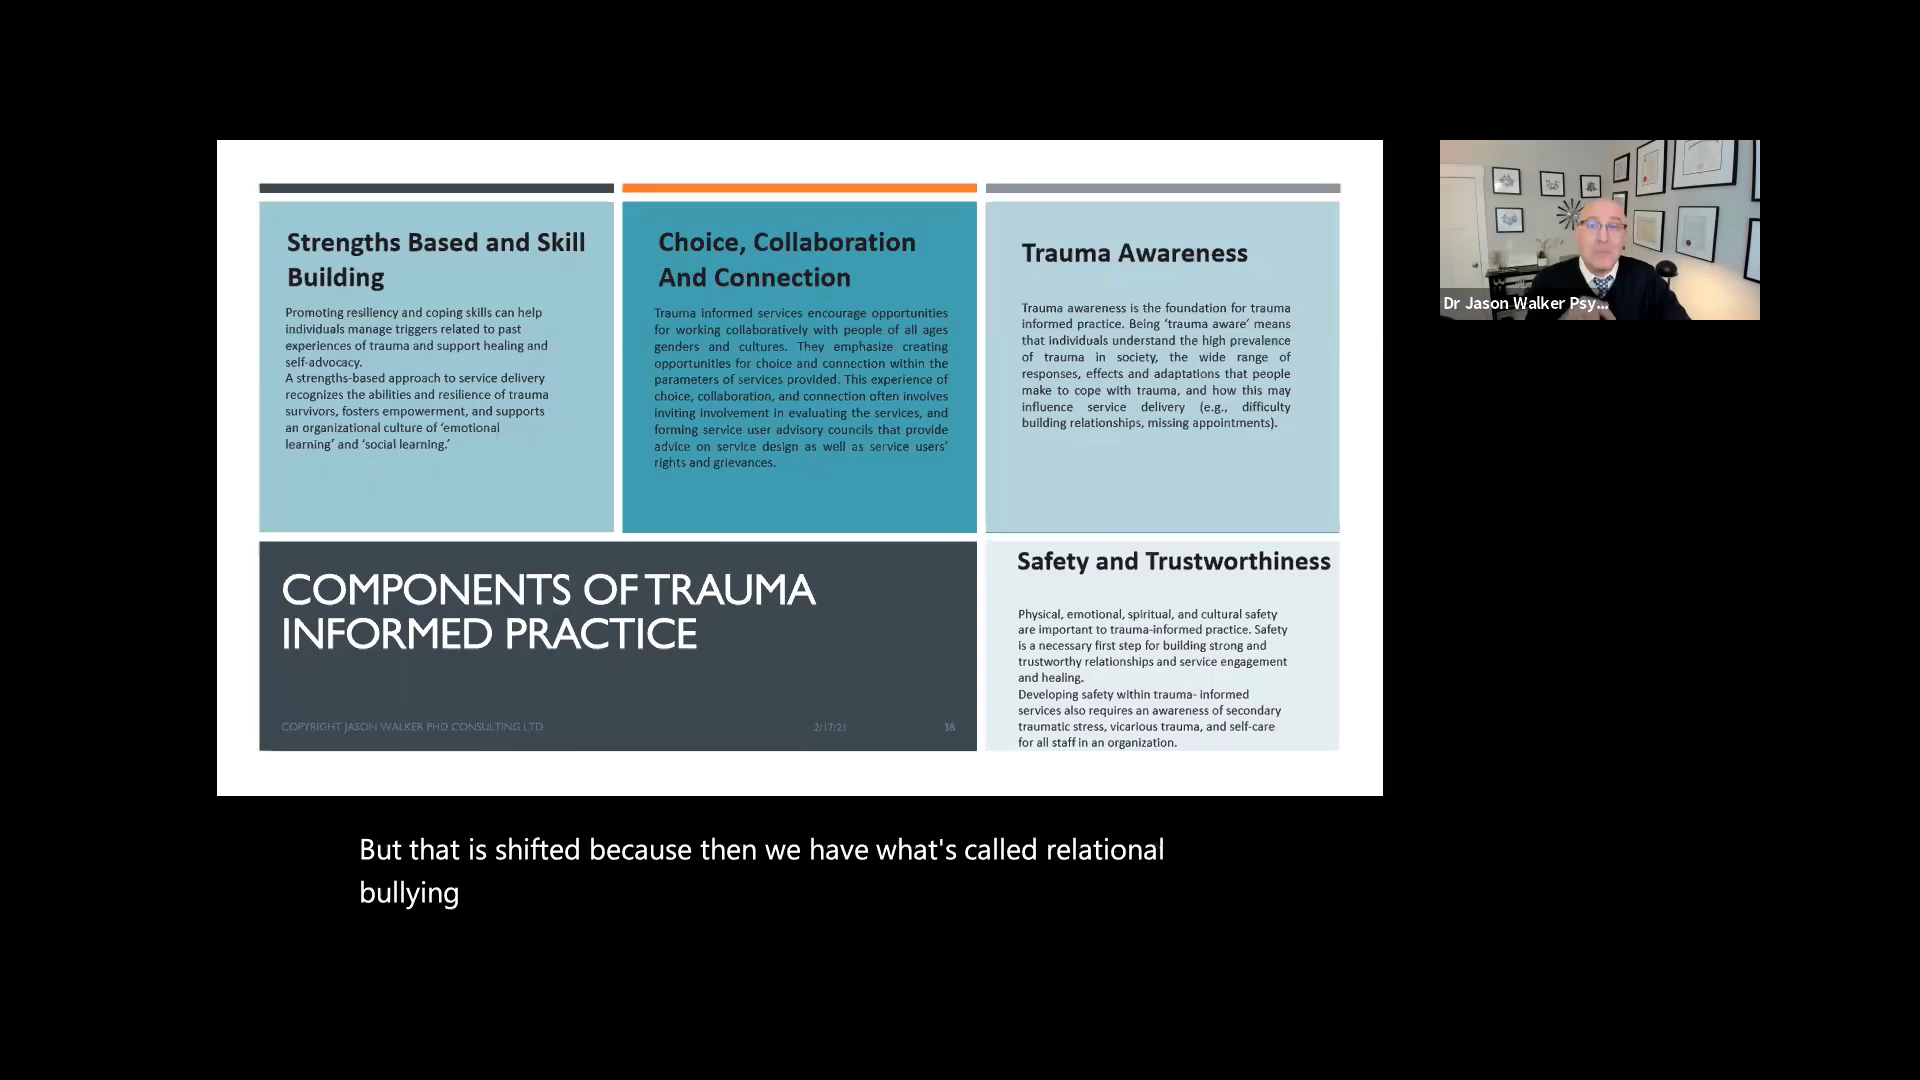 Strengths Based and Skill
Building
Promoting resiliency and coping skills can help
individuals manage triggers related to past
experiences of trauma and support healing and
self-advocacy.
A strengths-based approach to service delivery
recognizes the abilities and resilience of trauma
survivors, fosters empowerment, and supports
an organizational culture of ‘emotional
learning’ and ‘social learning.’
Choice, Collaboration
And Connection
Trauma informed services encourage opportunities
for working collaboratively with people of all ages
genders and cultures. They emphasize creating
opportunities for choice and connection within the
parameters of services provided. This experience of
choice, collaboration, and connection often involves
inviting involvement in evaluating the services, and
forming service user advisory councils that provide
advice on service design as well as service users’
rights and grievances.
Trauma Awareness
Trauma awareness is the foundation for trauma
informed practice. Being ‘trauma aware’ means
that individuals understand the high prevalence
of trauma in society, the wide range of
responses, effects and adaptations that people
make to cope with trauma, and how this may
influence service delivery (e.g., difficulty
building relationships, missing appointments).
COMPONENTS OF TRAUMA
INFORMED PRACTICE
COPYRIGHT JASON WALKER PHD CONSULTING LTD
2/17/21
38
Safety and Trustworthiness
Physical, emotional, spiritual, and cultural safety
are important to trauma-informed practice. Safety
is a necessary first step for building strong and
trustworthy relationships and service engagement
and healing.
Developing safety within trauma- informed
services also requires an awareness of secondary
traumatic stress, vicarious trauma, and self-care
for all staff in an organization.
Dr Jason Walker Psy...
But that is shifted because then we have what's called relational
bullying